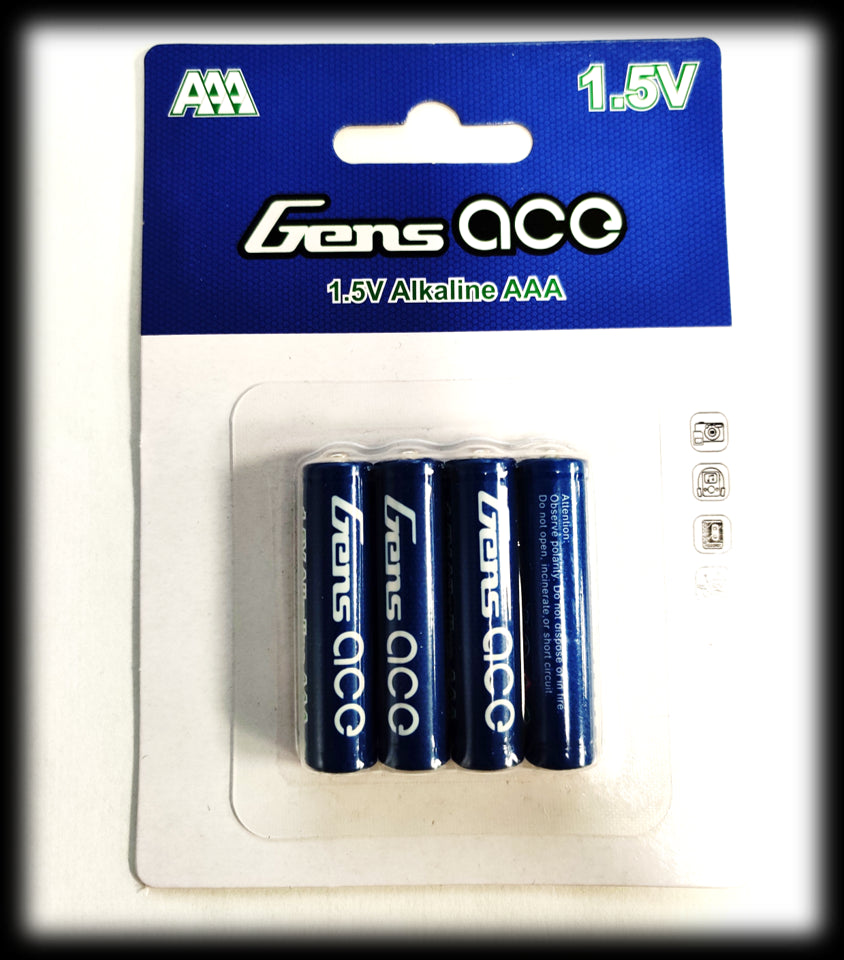 AAA
1.5V
Gens ace
1.5V Alkaline AAA
Gens ace
Gens ace
Gens ace
Attention:
Observe polarity. Do not dispose of in fire
Do not open, incinerate,or short circuit